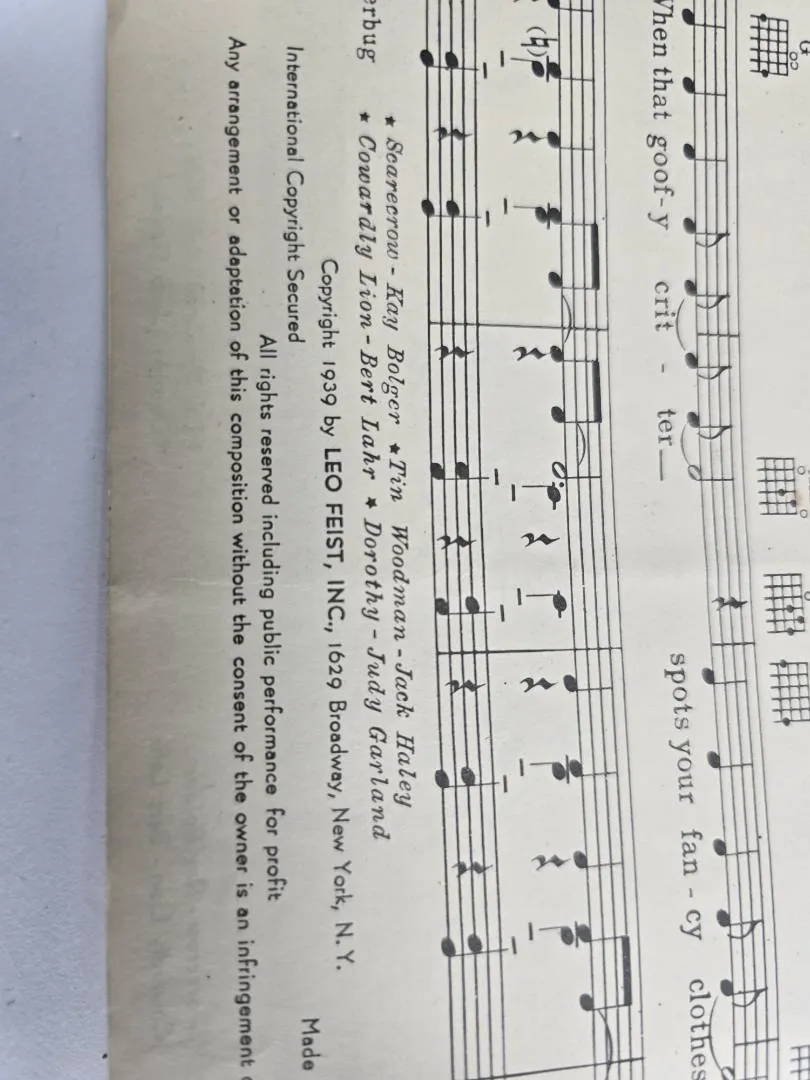 G
When that goof-y crit - ter
spots your fan - cy clothes
erbug
★ Scarecrow - Kay Bolger ★ Tin Woodman - Jack Haley
★ Cowardly Lion - Bert Lahr ★ Dorothy - Judy Garland
Copyright 1939 by LEO FEIST, INC., 1629 Broadway, New York, N. Y.
International Copyright Secured
Made
All rights reserved including public performance for profit
Any arrangement or adaptation of this composition without the consent of the owner is an infringement